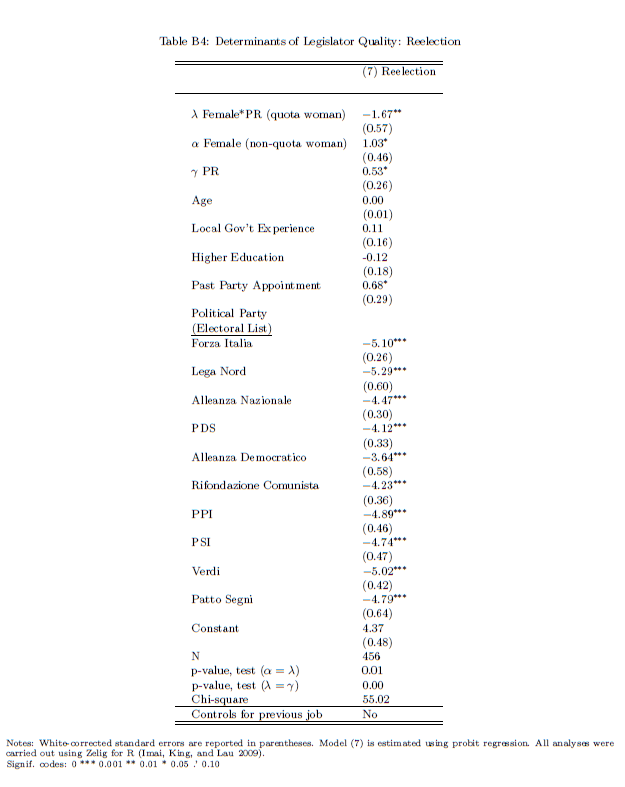 Table B4: Determinants of Legislator Quality: Reelection
(7) Reelection
λ Female*PR (quota woman) −1.67**
(0.57)
α Female (non-quota woman) 1.03*
(0.46)
γ PR 0.53*
(0.26)
Age 0.00
(0.01)
Local Gov't Experience 0.11
(0.16)
Higher Education -0.12
(0.18)
Past Party Appointment 0.68*
(0.29)
Political Party
(Electoral List)
Forza Italia −5.10***
(0.26)
Lega Nord −5.29***
(0.60)
Alleanza Nazionale −4.47***
(0.30)
PDS −4.12***
(0.33)
Alleanza Democratico −3.64***
(0.58)
Rifondazione Comunista −4.23***
(0.36)
PPI −4.89***
(0.46)
PSI −4.74***
(0.47)
Verdi −5.02***
(0.42)
Patto Segni −4.79***
(0.64)
Constant 4.37
(0.48)
N 456
p-value, test (α = λ) 0.01
p-value, test (λ = γ) 0.00
Chi-square 55.02
Controls for previous job No
Notes: White-corrected standard errors are reported in parentheses. Model (7) is estimated using probit regression. All analyses were
carried out using Zelig for R (Imai, King, and Lau 2009).
Signif. codes: 0 *** 0.001 ** 0.01 * 0.05 .' 0.10